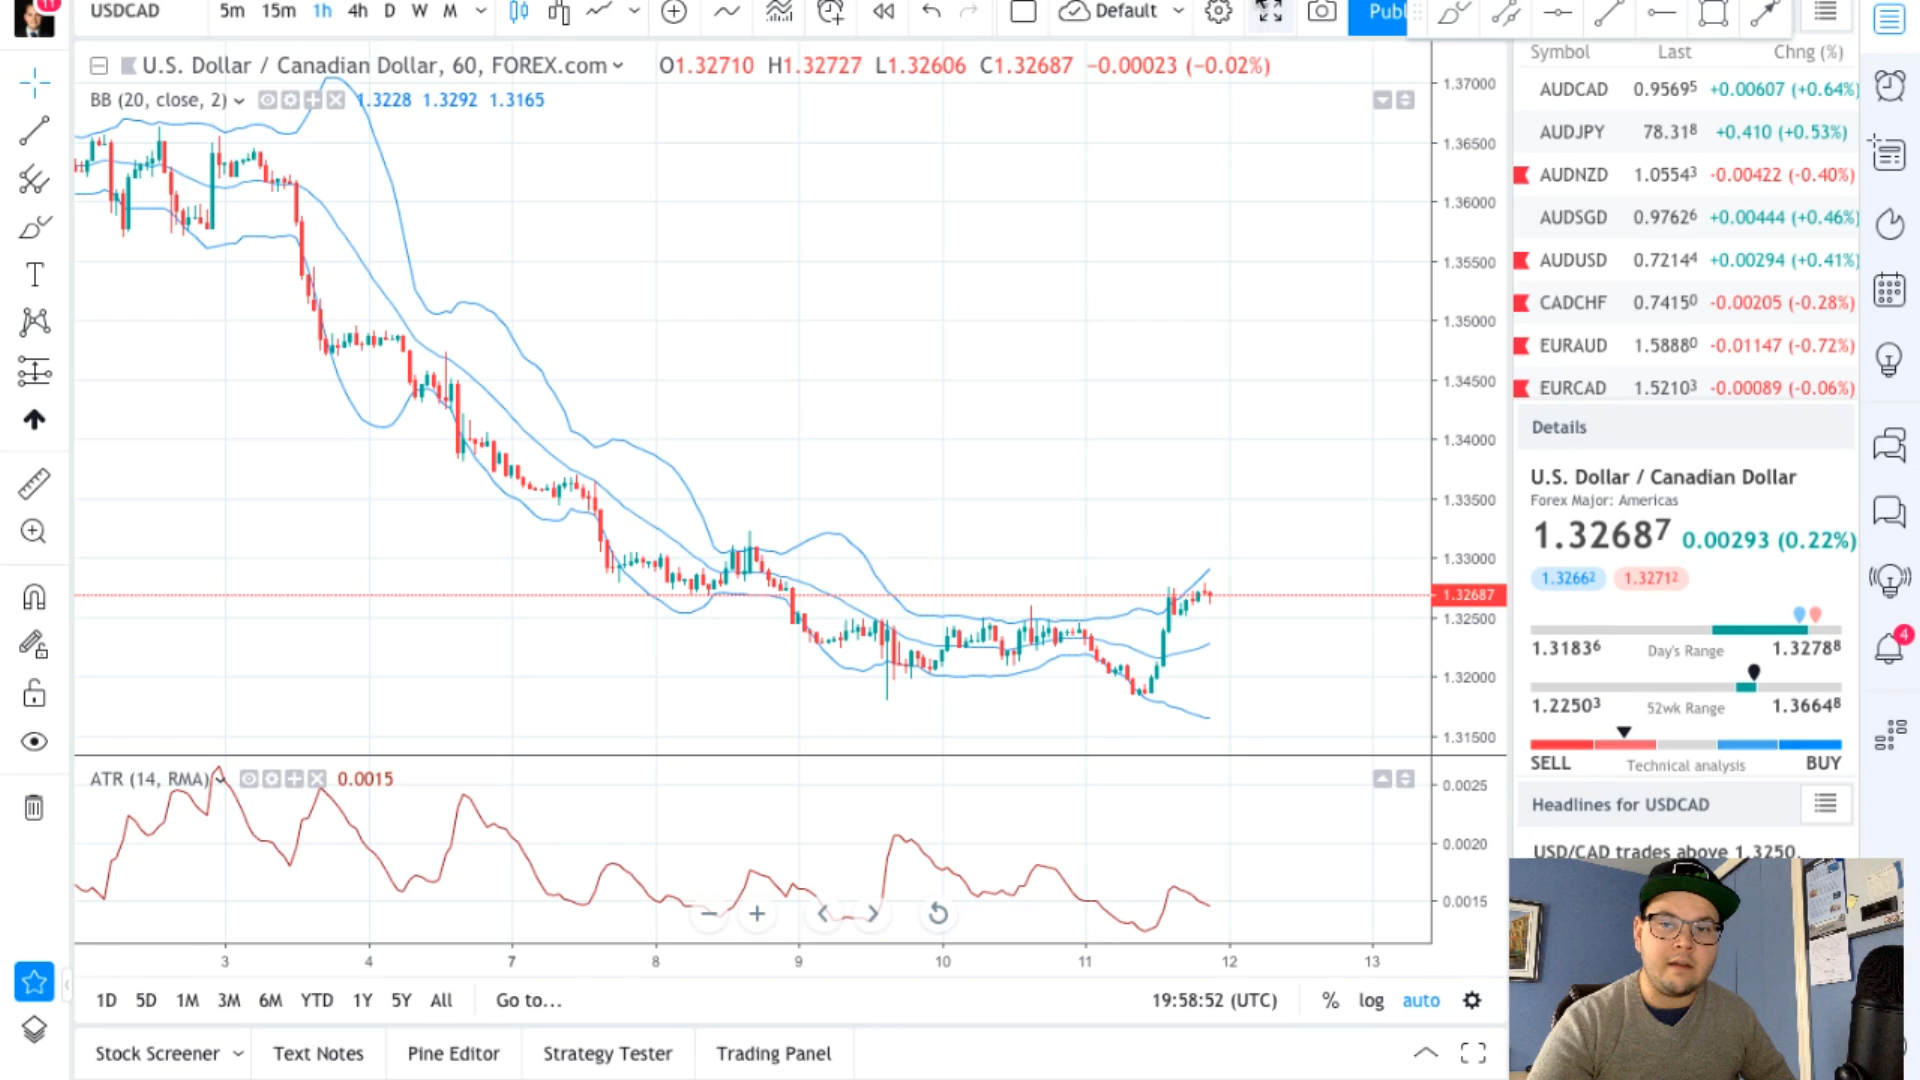 11
USDCAD 5m 15m 1h 4h D W M Default Publ
U.S. Dollar / Canadian Dollar, 60, FOREX.com O1.32710 H1.32727 L1.32606 C1.32687 -0.00023 (-0.02%)
BB (20, close, 2) 1.3228 1.3292 1.3165
1.37000
1.36500
1.36000
1.35500
1.35000
1.34500
1.34000
1.33500
1.33000
1.32687
1.32500
1.32000
1.31500
ATR (14, RMA) 0.0015
0.0025
0.0020
0.0015
3 4 7 8 9 10 11 12 13
1D 5D 1M 3M 6M YTD 1Y 5Y All Go to... 19:58:52 (UTC) % log auto
Stock Screener Text Notes Pine Editor Strategy Tester Trading Panel
Symbol Last Chng (%)
AUDCAD 0.95695 +0.00607 (+0.64%)
AUDJPY 78.318 +0.410 (+0.53%)
AUDNZD 1.05543 -0.00422 (-0.40%)
AUDSGD 0.97626 +0.00444 (+0.46%)
AUDUSD 0.72144 +0.00294 (+0.41%)
CADCHF 0.74150 -0.00205 (-0.28%)
EURAUD 1.58880 -0.01147 (-0.72%)
EURCAD 1.52103 -0.00089 (-0.06%)
Details
U.S. Dollar / Canadian Dollar
Forex Major: Americas
1.32687 0.00293 (0.22%)
1.32662 1.32712
1.31836 Day's Range 1.32788
1.22503 52wk Range 1.36648
SELL Technical analysis BUY
Headlines for USDCAD
USD/CAD trades above 1.3250,
4